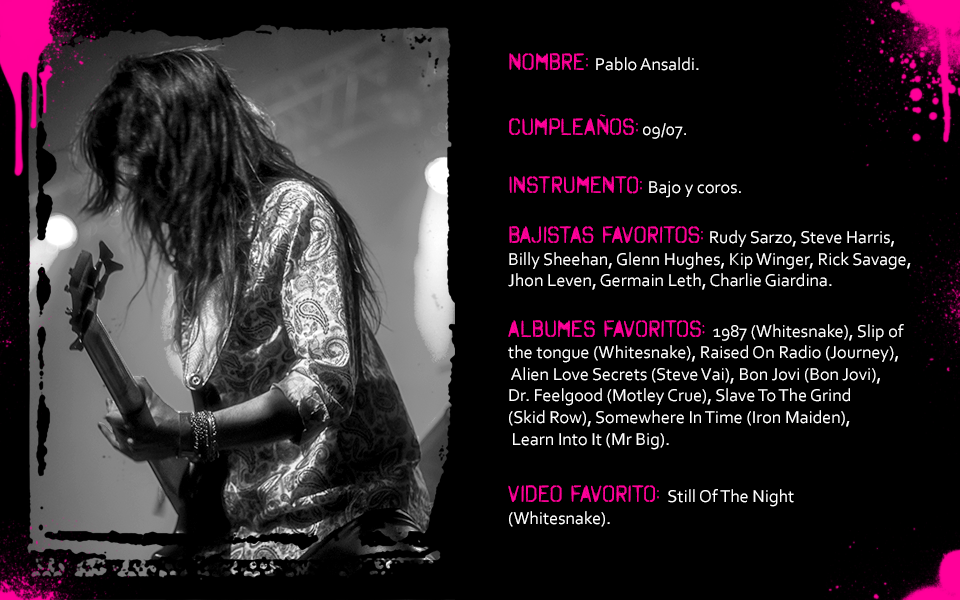 NOMBRE: Pablo Ansaldi.
CUMPLEAÑOS: 09/07.
INSTRUMENTO: Bajo y coros.
BAJISTAS FAVORITOS: Rudy Sarzo, Steve Harris,
Billy Sheehan, Glenn Hughes, Kip Winger, Rick Savage,
Jhon Leven, Germain Leth, Charlie Giardina.
ALBUMES FAVORITOS: 1987 (Whitesnake), Slip of
the tongue (Whitesnake), Raised On Radio (Journey),
Alien Love Secrets (Steve Vai), Bon Jovi (Bon Jovi),
Dr. Feelgood (Motley Crue), Slave To The Grind
(Skid Row), Somewhere In Time (Iron Maiden),
Learn Into It (Mr Big).
VIDEO FAVORITO: Still Of The Night
(Whitesnake).